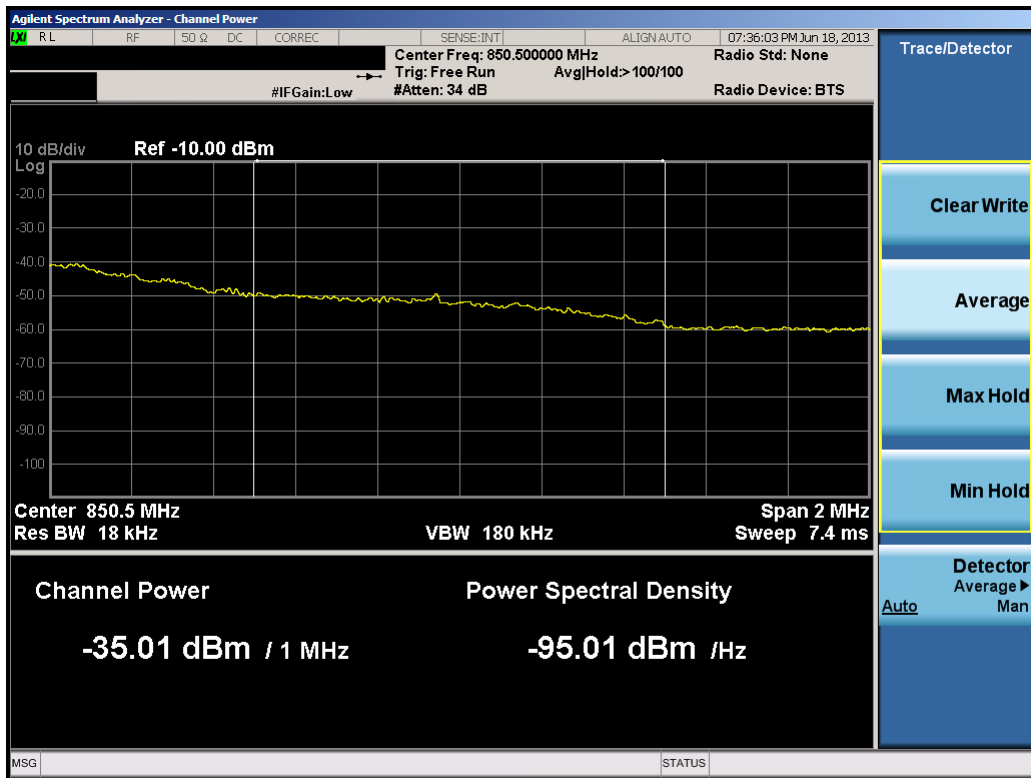 Agilent Spectrum Analyzer - Channel Power
LXI RL RF 50 Ω DC CORREC SENSE:INT ALIGN AUTO 07:36:03 PM Jun 18, 2013
Center Freq: 850.500000 MHz Radio Std: None
Trig: Free Run Avg|Hold:> 100/100
#IFGain:Low #Atten: 34 dB Radio Device: BTS
10 dB/div Ref -10.00 dBm
Log
-20.0
-30.0
-40.0
-50.0
-60.0
-70.0
-80.0
-90.0
-100
Center 850.5 MHz Span 2 MHz
Res BW 18 kHz VBW 180 kHz Sweep 7.4 ms
Channel Power Power Spectral Density
-35.01 dBm / 1 MHz -95.01 dBm /Hz
Trace/Detector
Clear Write
Average
Max Hold
Min Hold
Detector
Average▶
Auto Man
MSG STATUS